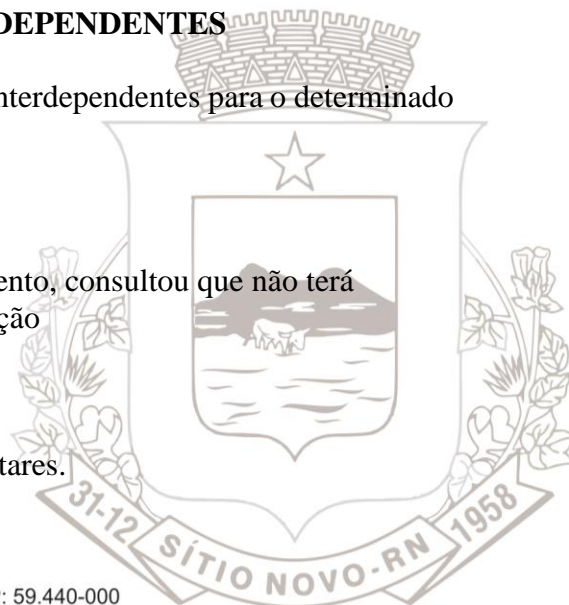 DEPENDENTES
nterdependentes para o determinado
ento, consultou que não terá
ção
tares.
31-12 SÍTIO NOVO-RN 1958
: 59.440-000